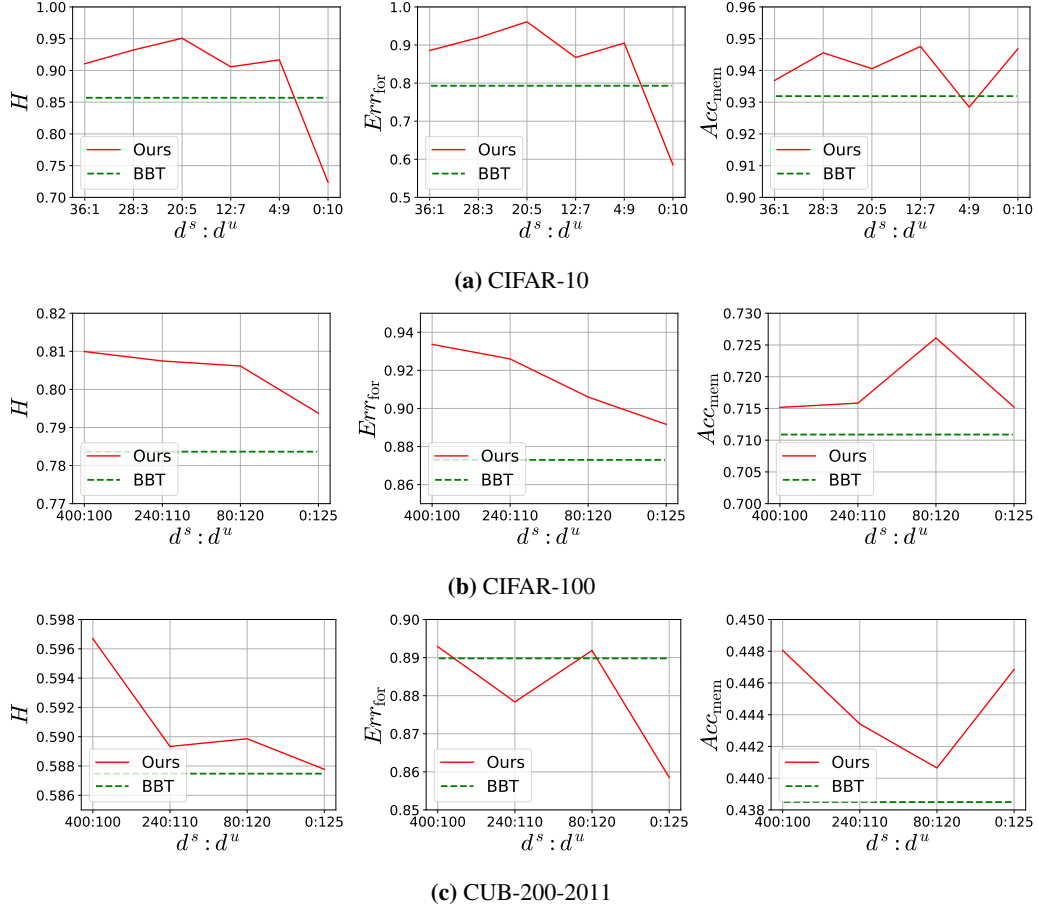 H
1.00
0.95
0.90
0.85
0.80
0.75
0.70
Ours
BBT
36:1 28:3 20:5 12:7 4:9 0:10
d^s : d^u
Err_for
1.0
0.9
0.8
0.7
0.6
0.5
Ours
BBT
36:1 28:3 20:5 12:7 4:9 0:10
d^s : d^u
Acc_mem
0.96
0.95
0.94
0.93
0.92
0.91
0.90
Ours
BBT
36:1 28:3 20:5 12:7 4:9 0:10
d^s : d^u
(a) CIFAR-10
H
0.82
0.81
0.80
0.79
0.78
0.77
Ours
BBT
400:100 240:110 80:120 0:125
d^s : d^u
Err_for
0.94
0.92
0.90
0.88
0.86
Ours
BBT
400:100 240:110 80:120 0:125
d^s : d^u
Acc_mem
0.730
0.725
0.720
0.715
0.710
0.705
0.700
Ours
BBT
400:100 240:110 80:120 0:125
d^s : d^u
(b) CIFAR-100
H
0.598
0.596
0.594
0.592
0.590
0.588
0.586
Ours
BBT
400:100 240:110 80:120 0:125
d^s : d^u
Err_for
0.90
0.89
0.88
0.87
0.86
0.85
Ours
BBT
400:100 240:110 80:120 0:125
d^s : d^u
Acc_mem
0.450
0.448
0.446
0.444
0.442
0.440
0.438
Ours
BBT
400:100 240:110 80:120 0:125
d^s : d^u
(c) CUB-200-2011